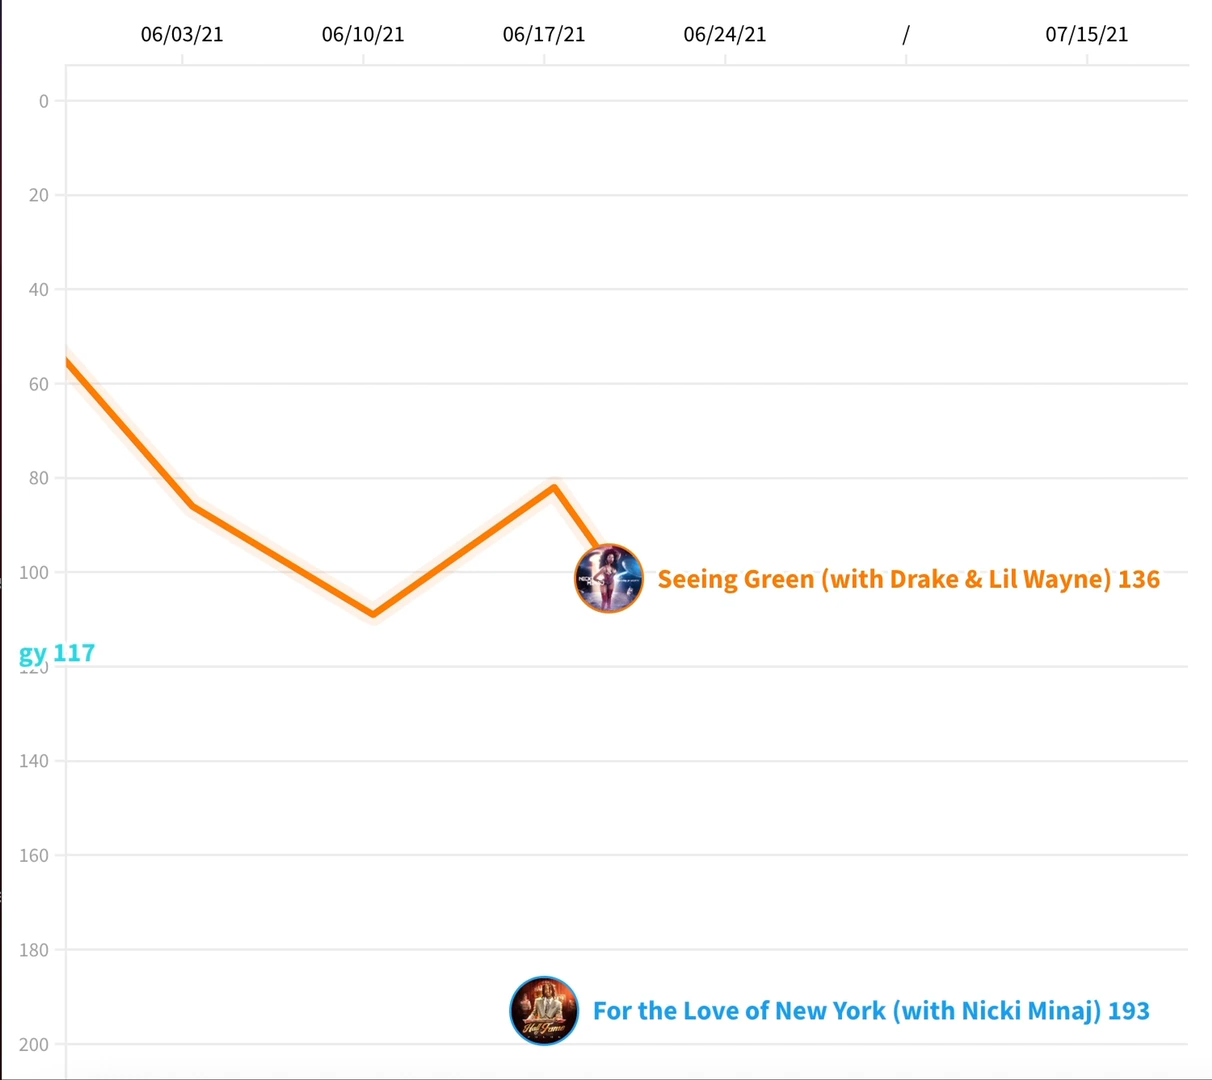 06/03/21 06/10/21 06/17/21 06/24/21 / 07/15/21
0
20
40
60
80
100
Seeing Green (with Drake & Lil Wayne) 136
gy 117
120
140
160
180
For the Love of New York (with Nicki Minaj) 193
200